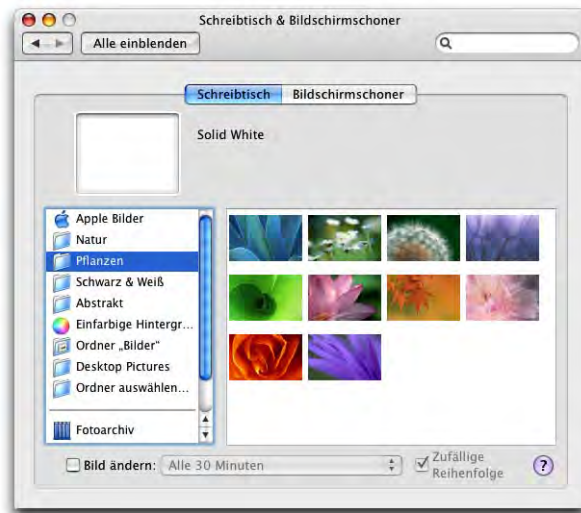 Schreibtisch & Bildschirmschoner
Alle einblenden
Schreibtisch Bildschirmschoner
Solid White
Apple Bilder
Natur
Pflanzen
Schwarz & Weiß
Abstrakt
Einfarbige Hintergr...
Ordner „Bilder“
Desktop Pictures
Ordner auswählen...
Fotoarchiv
Bild ändern: Alle 30 Minuten
Zufällige
Reihenfolge
?